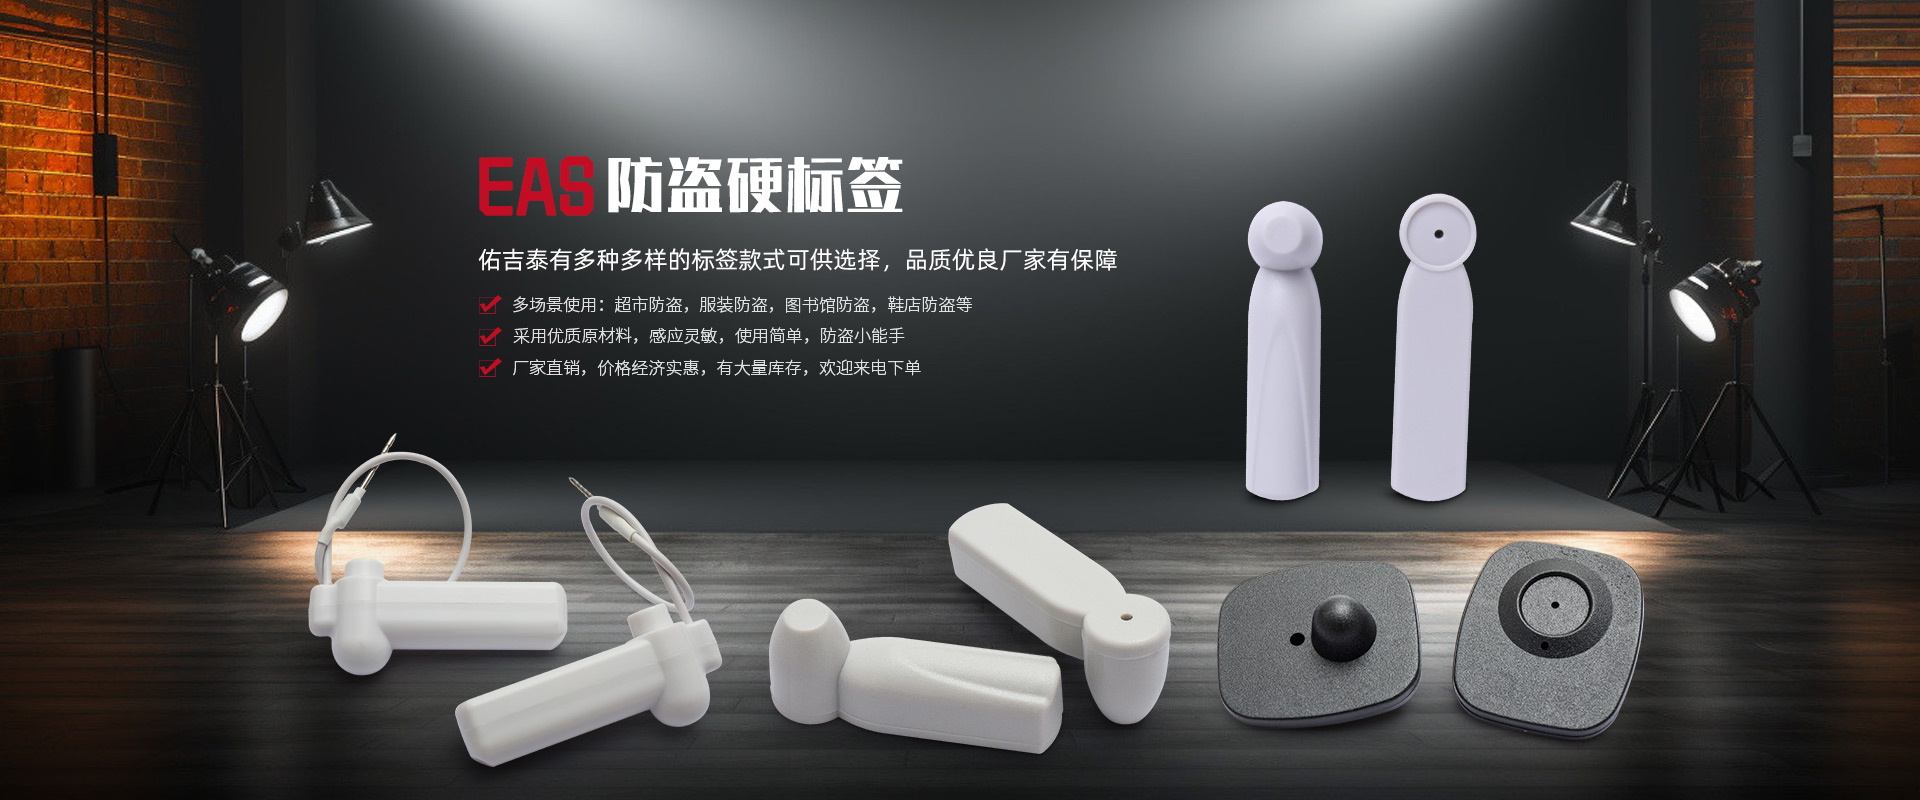 EAS防盗硬标签
佑吉泰有多种多样的标签款式可供选择，品质优良厂家有保障
多场景使用：超市防盗，服装防盗，图书馆防盗，鞋店防盗等
采用优质原材料，感应灵敏，使用简单，防盗小能手
厂家直销，价格经济实惠，有大量库存，欢迎来电下单